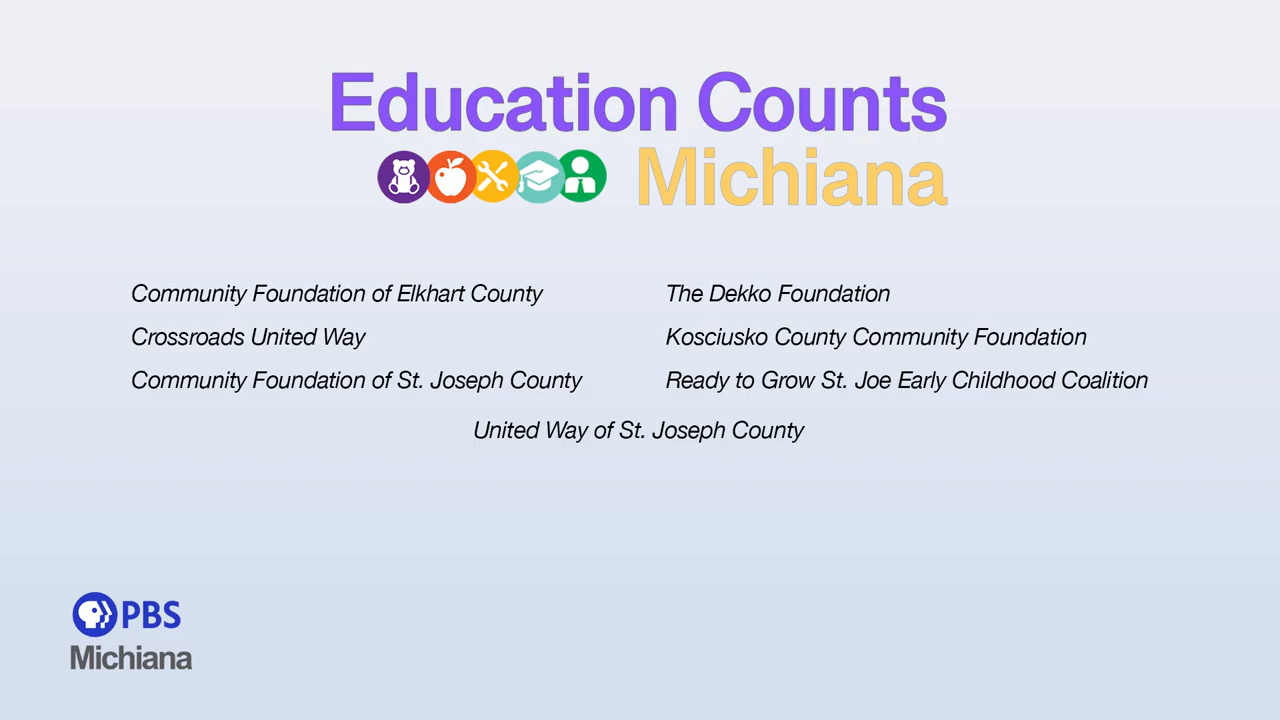 Education Counts
Michiana
Community Foundation of Elkhart County
Crossroads United Way
Community Foundation of St. Joseph County
The Dekko Foundation
Kosciusko County Community Foundation
Ready to Grow St. Joe Early Childhood Coalition
United Way of St. Joseph County
PBS
Michiana